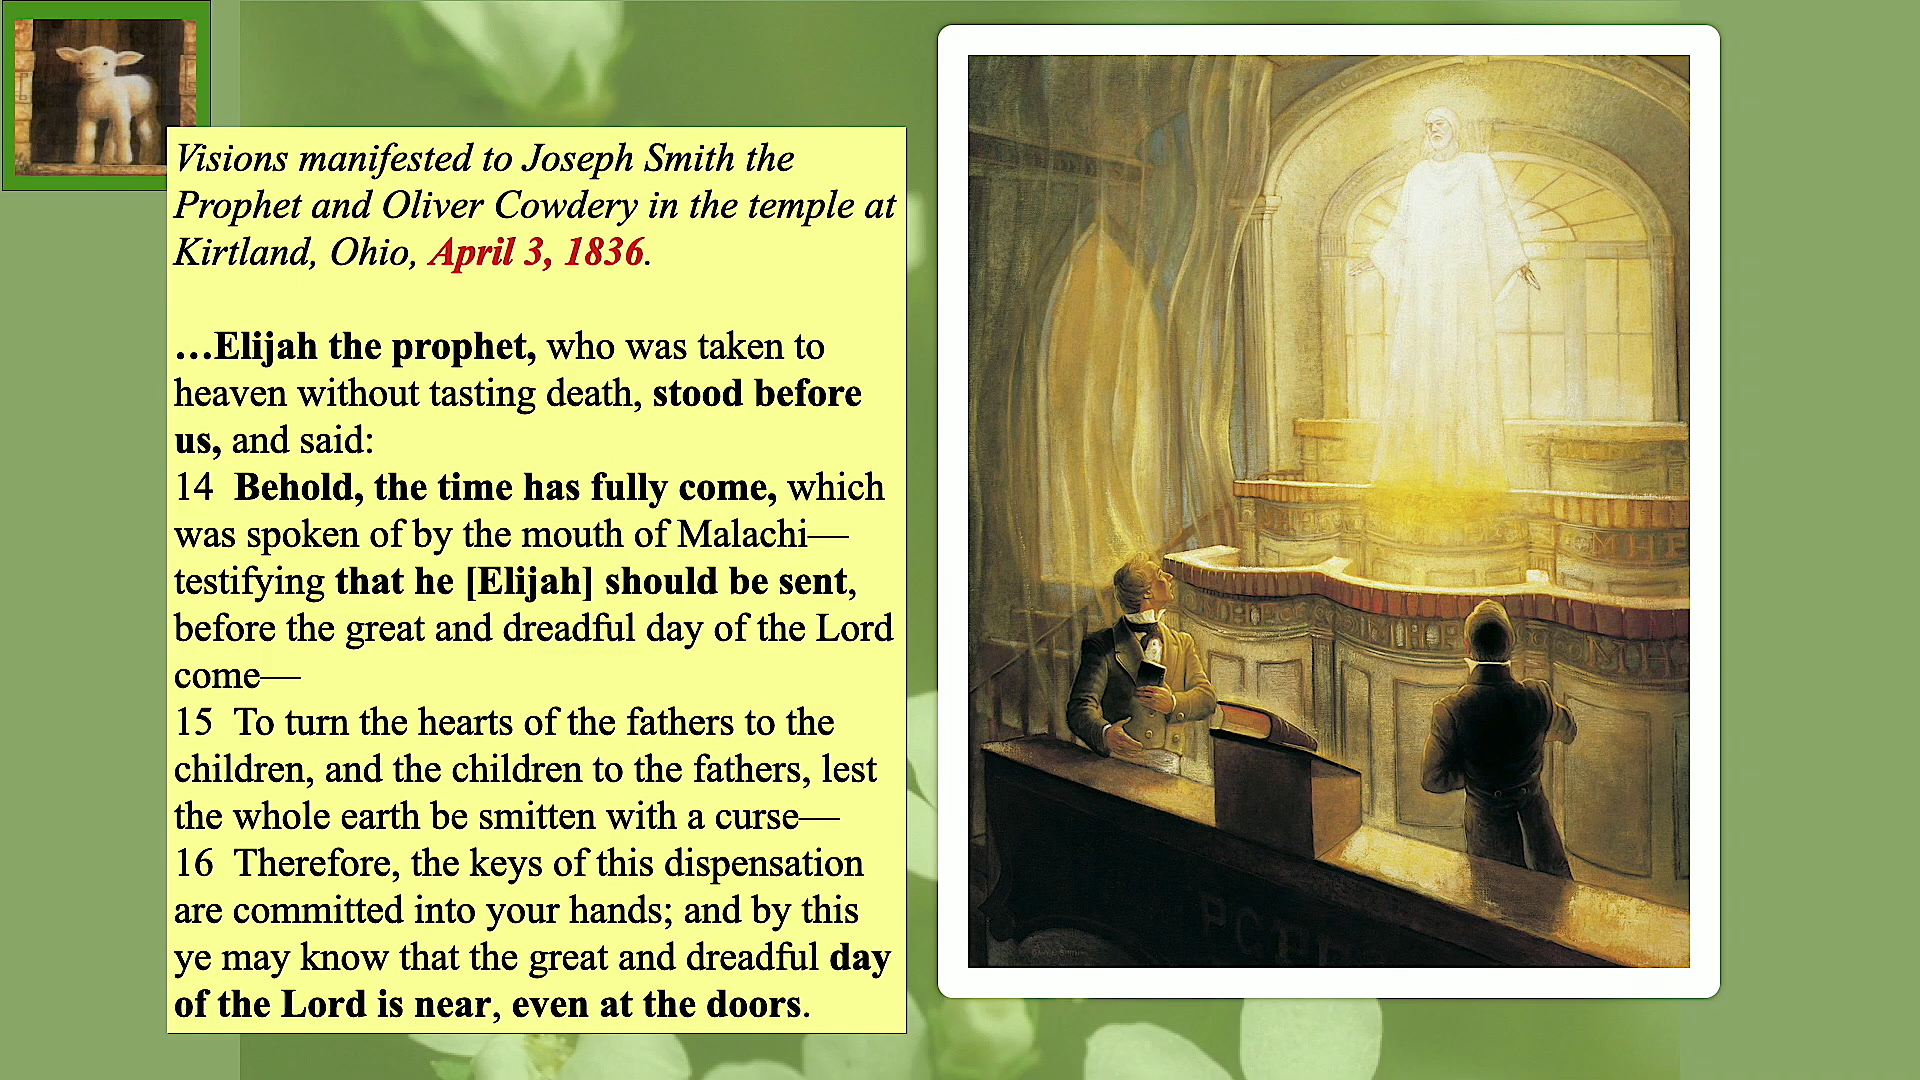 Visions manifested to Joseph Smith the
Prophet and Oliver Cowdery in the temple at
Kirtland, Ohio, April 3, 1836.
…Elijah the prophet, who was taken to
heaven without tasting death, stood before
us, and said:
14 Behold, the time has fully come, which
was spoken of by the mouth of Malachi—
testifying that he [Elijah] should be sent,
before the great and dreadful day of the Lord
come—
15 To turn the hearts of the fathers to the
children, and the children to the fathers, lest
the whole earth be smitten with a curse—
16 Therefore, the keys of this dispensation
are committed into your hands; and by this
ye may know that the great and dreadful day
of the Lord is near, even at the doors.